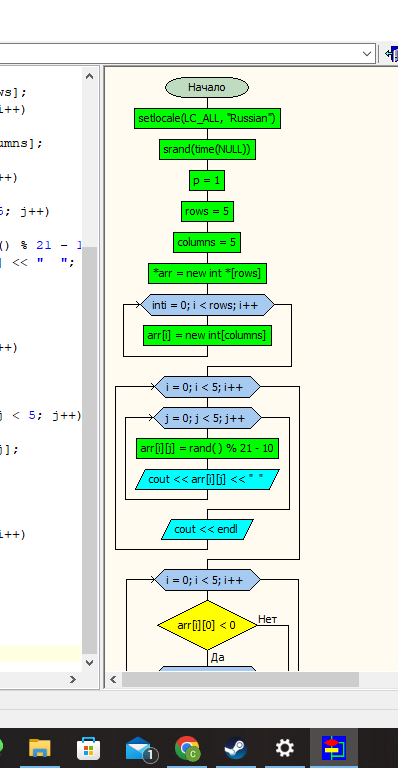 ws];
i++)
umns];
++)
5; j++)
() % 21 - 1
] << "  ";
++)
j < 5; j++)
j];
i++)
Начало
setlocale(LC_ALL, "Russian")
srand(time(NULL))
p = 1
rows = 5
columns = 5
*arr = new int *[rows]
inti = 0; i < rows; i++
arr[i] = new int[columns]
i = 0; i < 5; i++
j = 0; j < 5; j++
arr[i][j] = rand() % 21 - 10
cout << arr[i][j] << "  "
cout << endl
i = 0; i < 5; i++
arr[i][0] < 0
Нет
Да
1